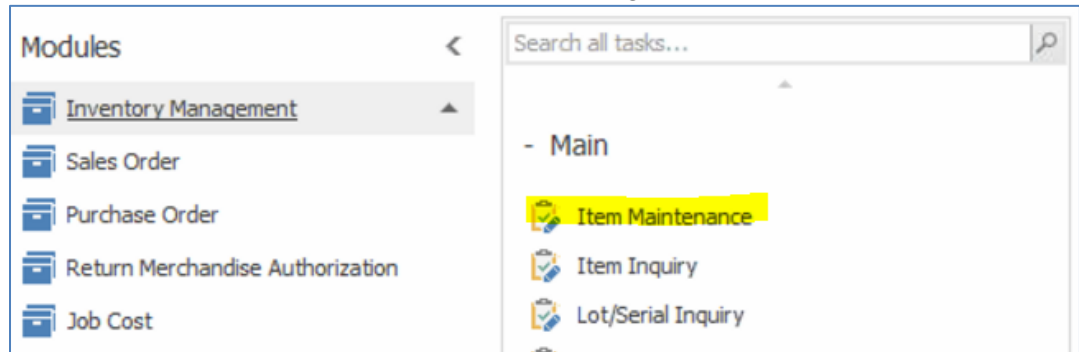 Modules
Inventory Management
Sales Order
Purchase Order
Return Merchandise Authorization
Job Cost
Search all tasks...
- Main
Item Maintenance
Item Inquiry
Lot/Serial Inquiry